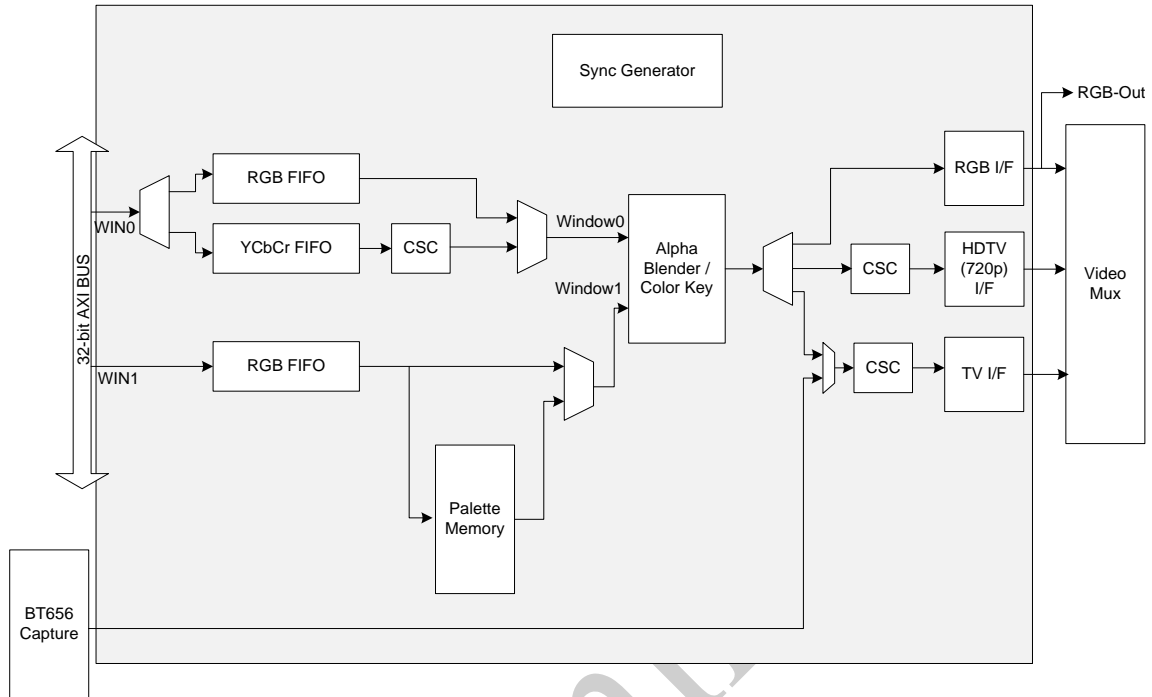 Sync Generator
RGB-Out
RGB FIFO
RGB I/F
WIN0
YCbCr FIFO
CSC
Window0
Alpha
Blender /
Color Key
CSC
HDTV
(720p)
I/F
Video
Mux
32-bit AXI BUS
Window1
WIN1
RGB FIFO
CSC
TV I/F
Palette
Memory
BT656
Capture